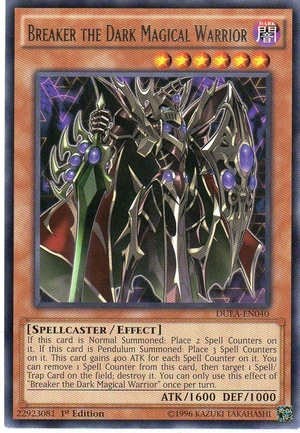 BREAKER THE DARK MAGICAL WARRIOR
DARK
闇
DUEA-EN040
[SPELLCASTER / EFFECT]
If this card is Normal Summoned: Place 2 Spell Counters
on it. If this card is Pendulum Summoned: Place 3 Spell Counters
on it. This card gains 400 ATK for each Spell Counter on it. You
can remove 1 Spell Counter from this card, then target 1 Spell/
Trap Card on the field; destroy it. You can only use this effect of
"Breaker the Dark Magical Warrior" once per turn.
ATK/1600 DEF/1000
22923081 1st Edition ©1996 KAZUKI TAKAHASHI